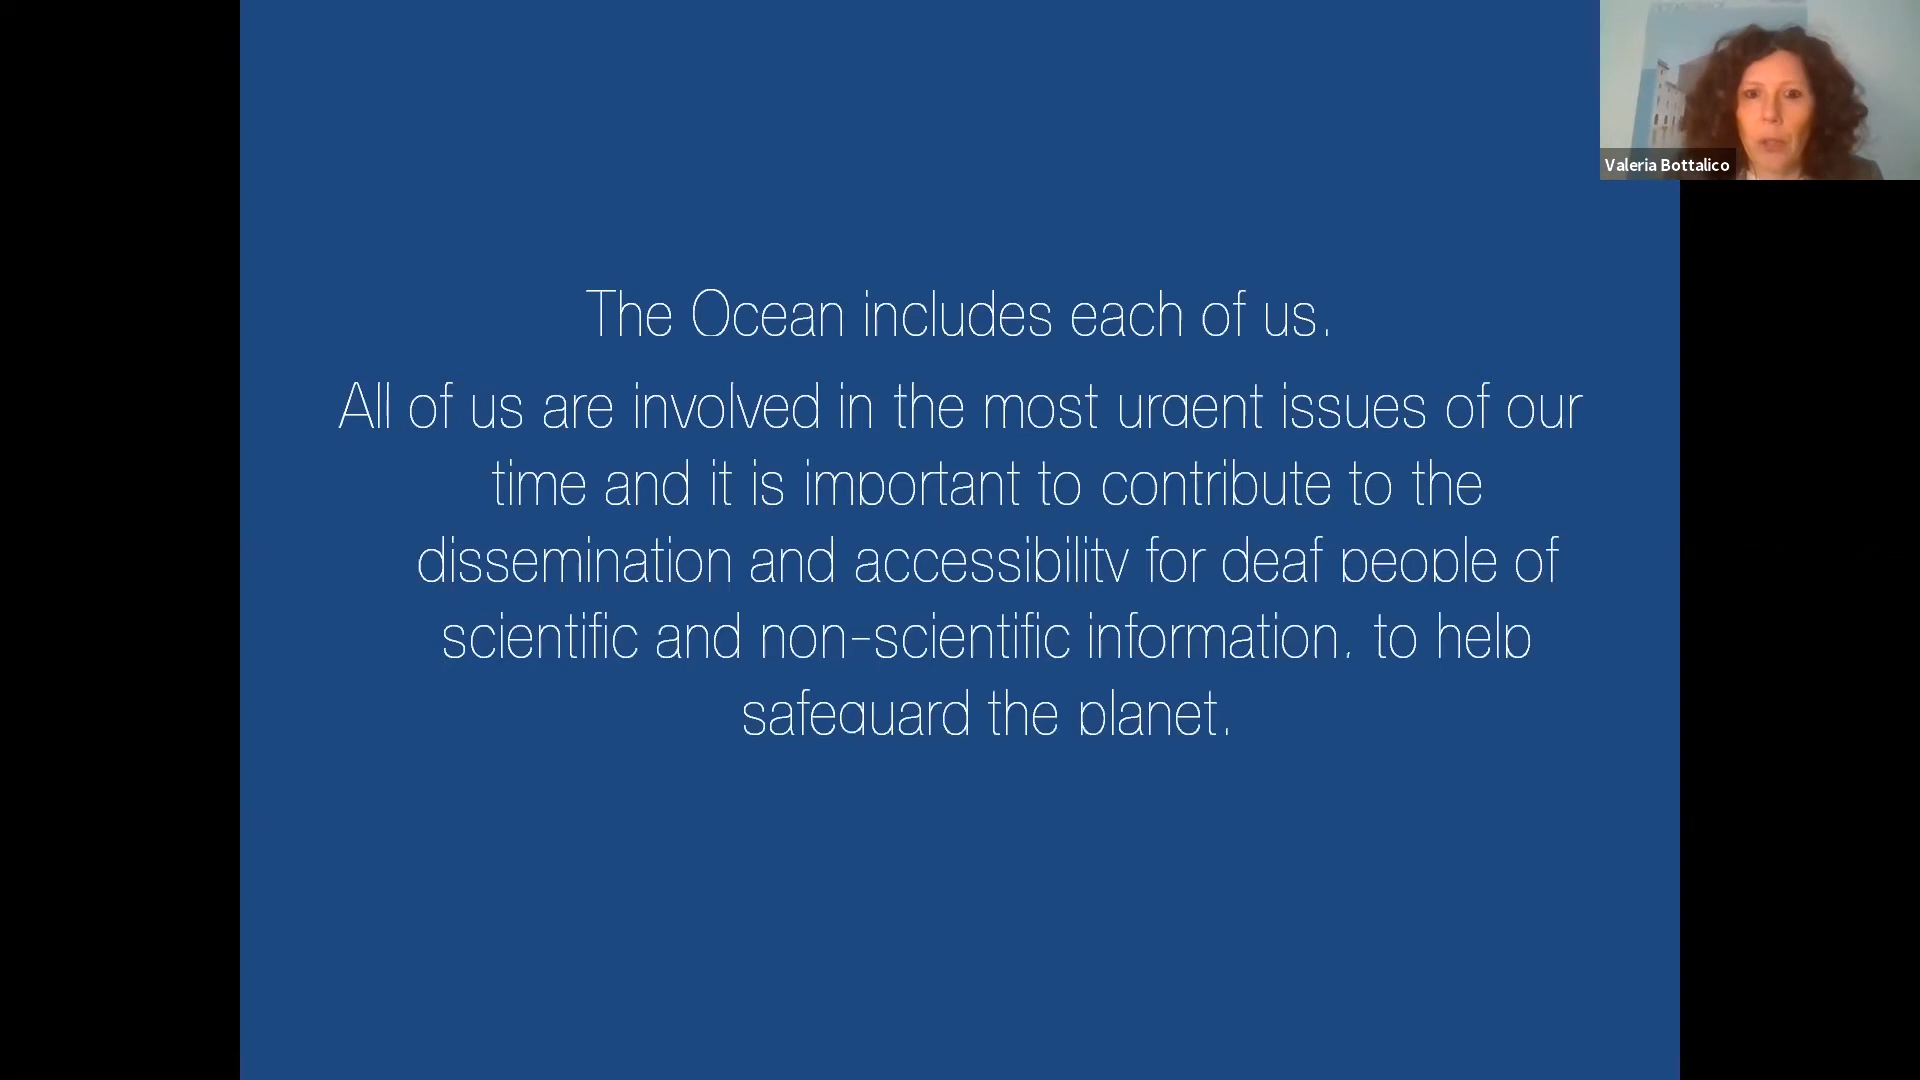 The Ocean includes each of us.
All of us are involved in the most urgent issues of our
time and it is important to contribute to the
dissemination and accessibility for deaf people of
scientific and non-scientific information, to help
safeguard the planet.
Valeria Bottalico